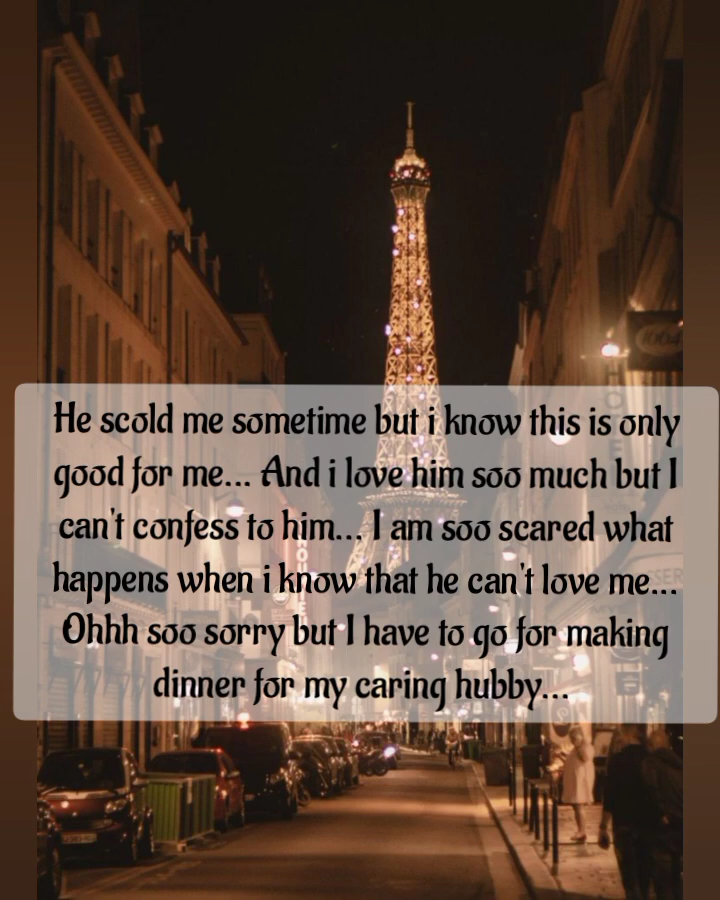 He scold me sometime but i know this is only
good for me... And i love him soo much but I
can't confess to him... I am soo scared what
happens when i know that he can't love me...
Ohhh soo sorry but I have to go for making
dinner for my caring hubby...